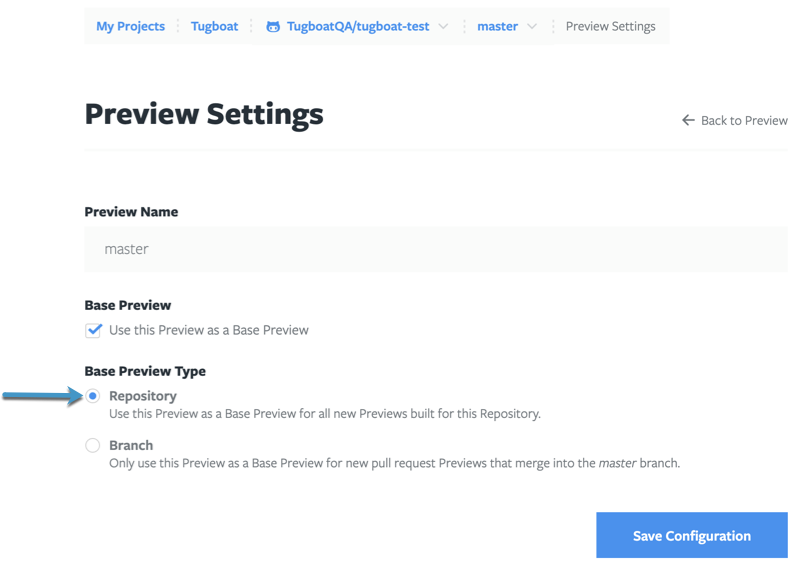 My Projects Tugboat TugboatQA/tugboat-test master Preview Settings
Preview Settings
Back to Preview
Preview Name
master
Base Preview
Use this Preview as a Base Preview
Base Preview Type
Repository
Use this Preview as a Base Preview for all new Previews built for this Repository.
Branch
Only use this Preview as a Base Preview for new pull request Previews that merge into the master branch.
Save Configuration